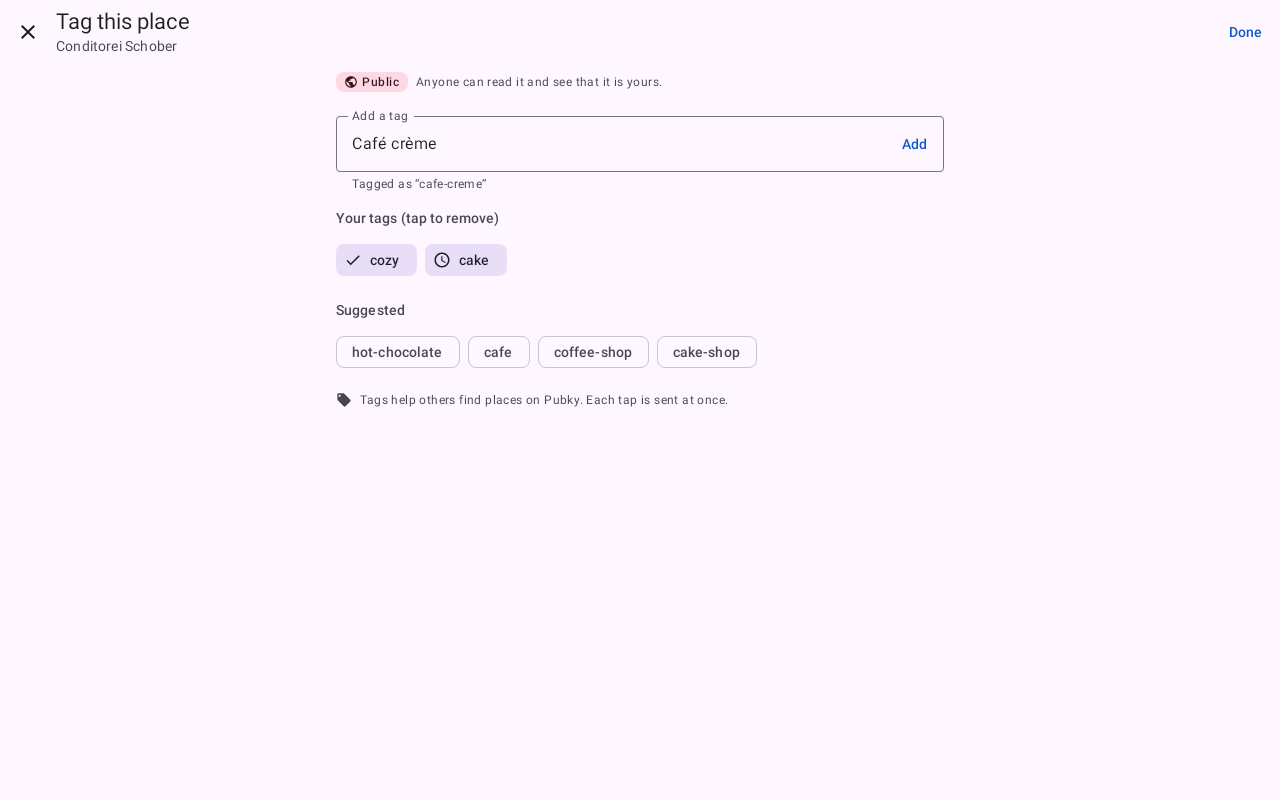 Tag this place
Conditorei Schober
Done
Public
Anyone can read it and see that it is yours.
Add a tag
Café crème
Add
Tagged as “cafe-creme”
Your tags (tap to remove)
cozy
cake
Suggested
hot-chocolate
cafe
coffee-shop
cake-shop
Tags help others find places on Pubky. Each tap is sent at once.